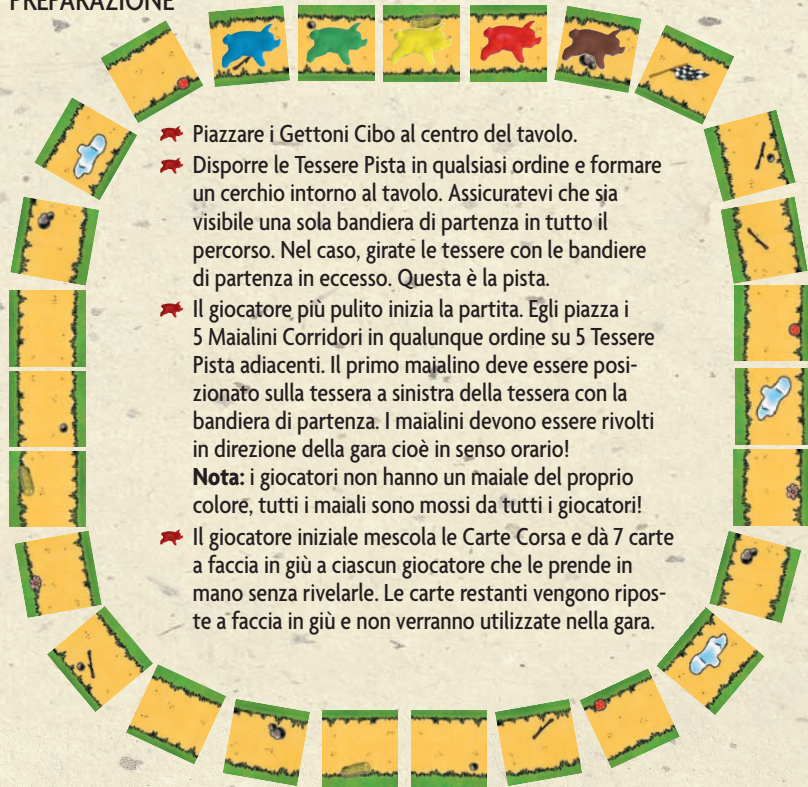 PREPARAZIONE
Piazzare i Gettoni Cibo al centro del tavolo.
Disporre le Tessere Pista in qualsiasi ordine e formare
un cerchio intorno al tavolo. Assicuratevi che sia
visibile una sola bandiera di partenza in tutto il
percorso. Nel caso, girate le tessere con le bandiere
di partenza in eccesso. Questa è la pista.
Il giocatore più pulito inizia la partita. Egli piazza i
5 Maialini Corridori in qualunque ordine su 5 Tessere
Pista adiacenti. Il primo maialino deve essere posi-
zionato sulla tessera a sinistra della tessera con la
bandiera di partenza. I maialini devono essere rivolti
in direzione della gara cioè in senso orario!
Nota: i giocatori non hanno un maiale del proprio
colore, tutti i maiali sono mossi da tutti i giocatori!
Il giocatore iniziale mescola le Carte Corsa e dà 7 carte
a faccia in giù a ciascun giocatore che le prende in
mano senza rivelarle. Le carte restanti vengono ripos-
te a faccia in giù e non verranno utilizzate nella gara.